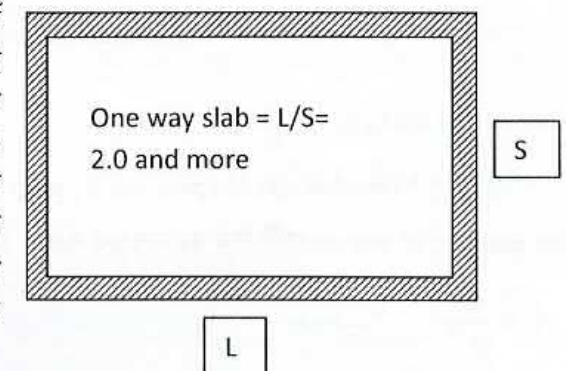 One way slab = L/S=
2.0 and more
S
L